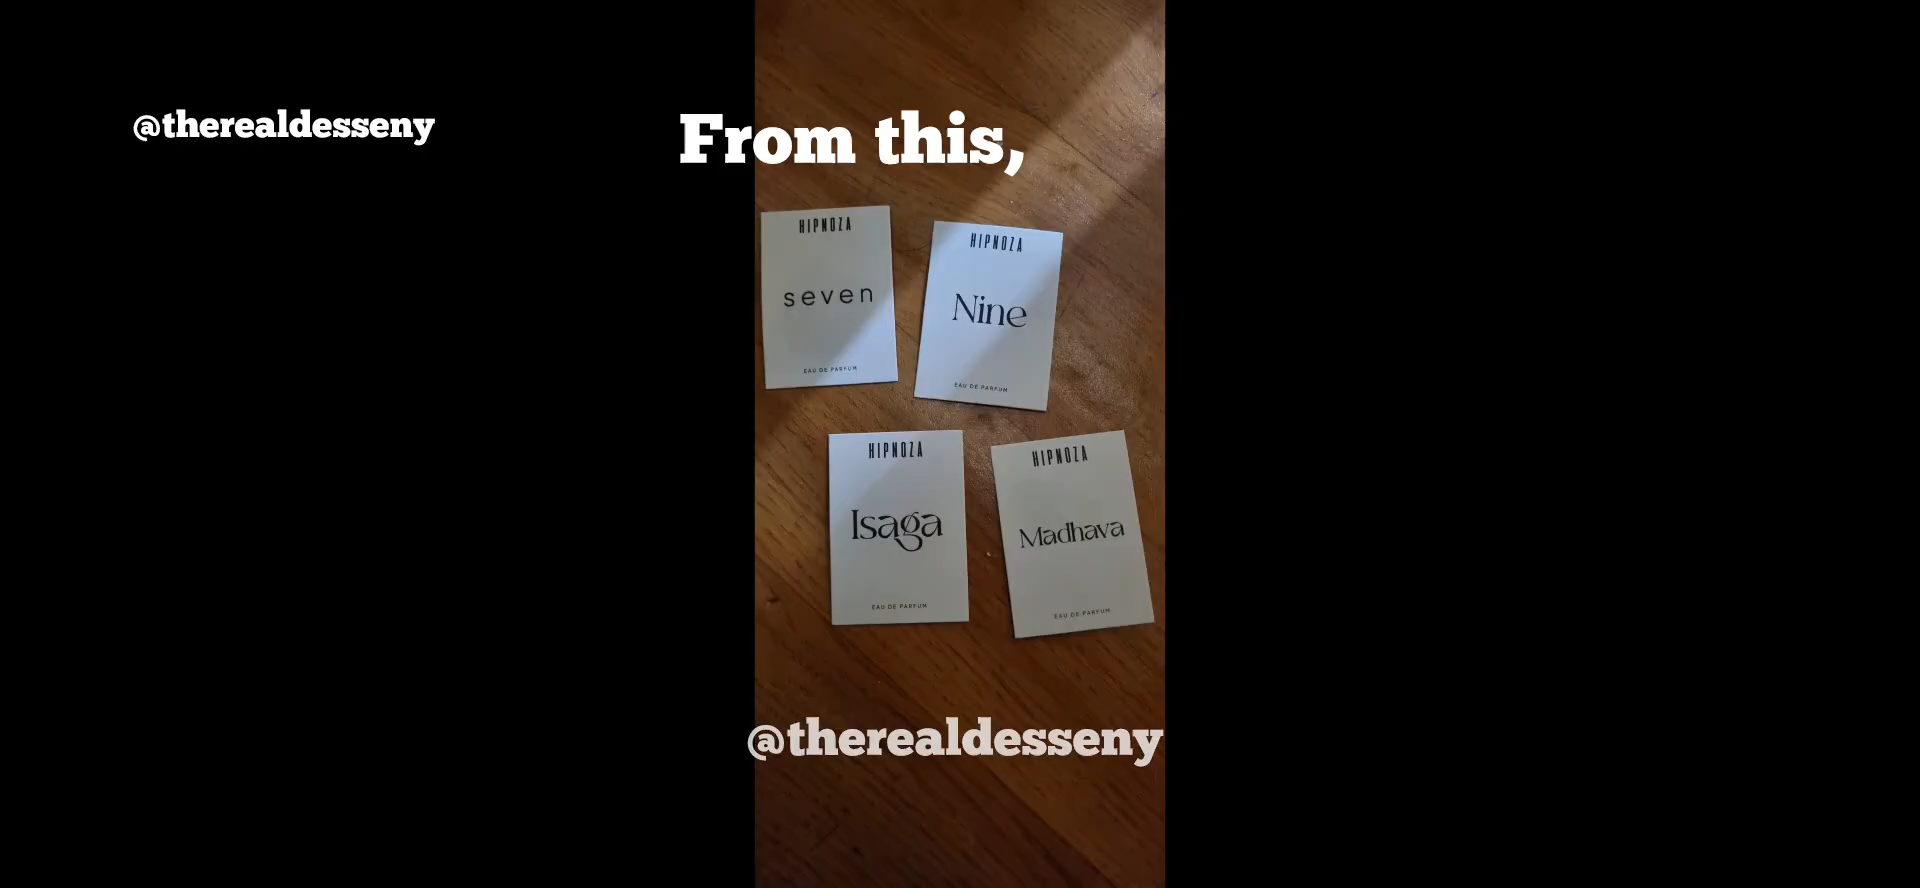 @therealdesseny
From this,
HIPNOZA
seven
EAU DE PARFUM
HIPNOZA
Nine
EAU DE PARFUM
HIPNOZA
Isaga
EAU DE PARFUM
HIPNOZA
Madhava
EAU DE PARFUM
@therealdesseny